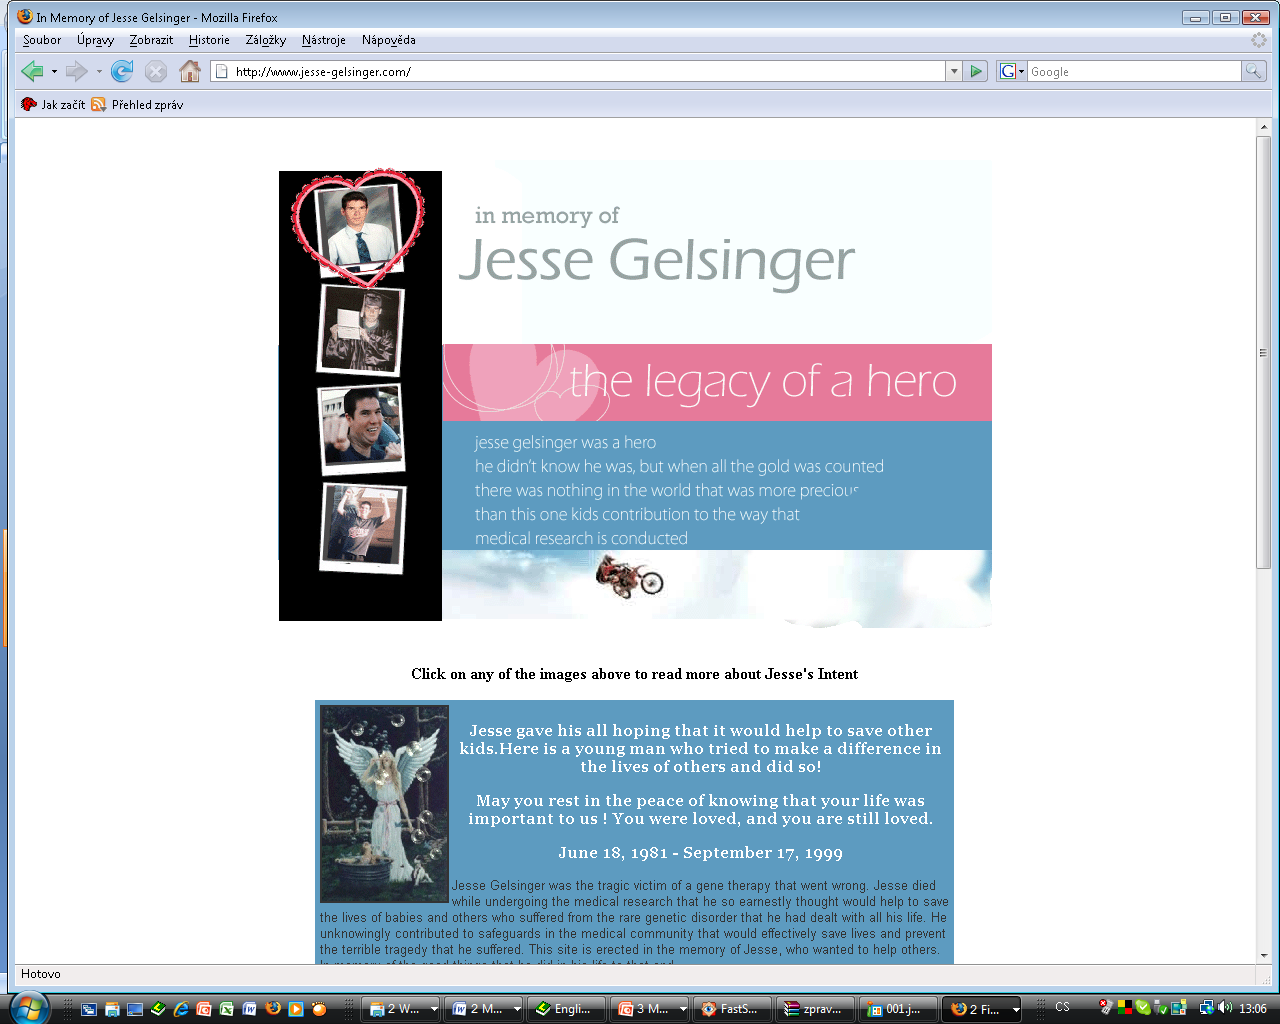 In Memory of Jesse Gelsinger - Mozilla Firefox
Soubor Úpravy Zobrazit Historie Záložky Nástroje Nápověda
http://www.jesse-gelsinger.com/
G Google
Jak začít Přehled zpráv
in memory of
Jesse Gelsinger
the legacy of a hero
jesse gelsinger was a hero
he didn't know he was, but when all the gold was counted
there was nothing in the world that was more precious
than this one kids contribution to the way that
medical research is conducted
Click on any of the images above to read more about Jesse's Intent
Jesse gave his all hoping that it would help to save other
kids.Here is a young man who tried to make a difference in
the lives of others and did so!
May you rest in the peace of knowing that your life was
important to us ! You were loved, and you are still loved.
June 18, 1981 - September 17, 1999
Jesse Gelsinger was the tragic victim of a gene therapy that went wrong. Jesse died
while undergoing the medical research that he so earnestly thought would help to save
the lives of babies and others who suffered from the rare genetic disorder that he had dealt with all his life. He
unknowingly contributed to safeguards in the medical community that would effectively save lives and prevent
the terrible tragedy that he suffered. This site is erected in the memory of Jesse, who wanted to help others.
Hotovo
2 W... 2 M... Engli... 3 M... FastS... zprav... 001.j... 2 Fi... CS 13:06